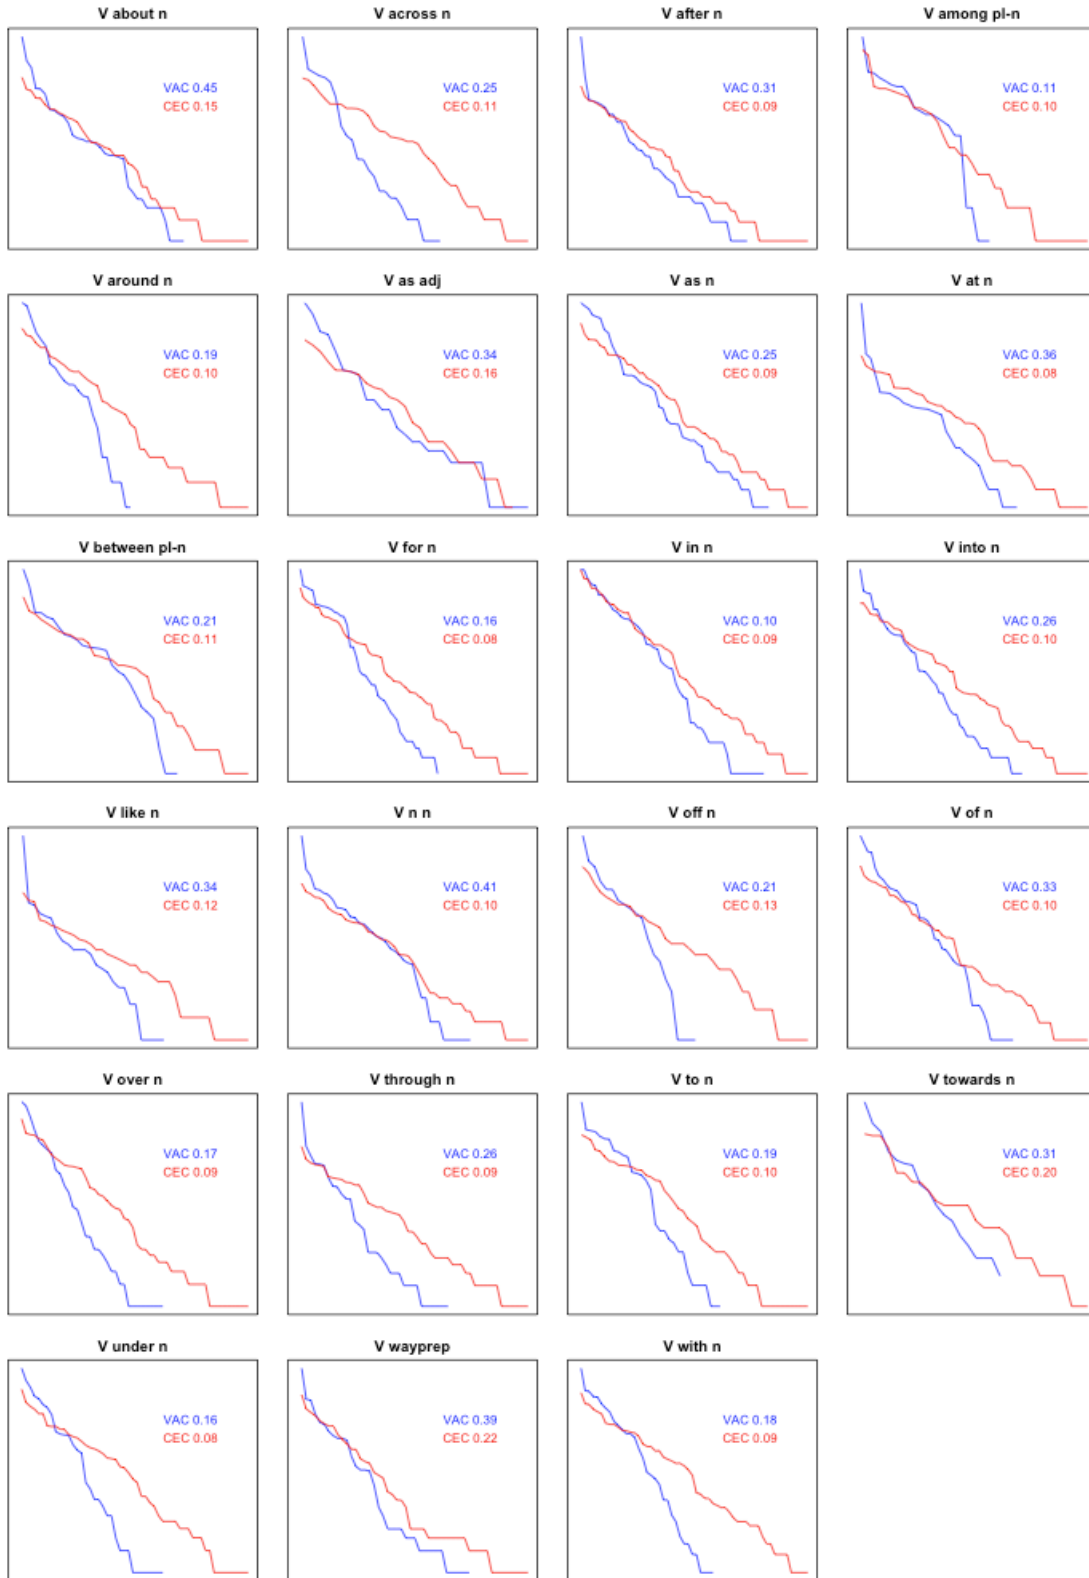 V about n
V across n
V after n
V among pl-n
VAC 0.45
CEC 0.15
VAC 0.25
CEC 0.11
VAC 0.31
CEC 0.09
VAC 0.11
CEC 0.10
V around n
V as adj
V as n
V at n
VAC 0.19
CEC 0.10
VAC 0.34
CEC 0.16
VAC 0.25
CEC 0.09
VAC 0.36
CEC 0.08
V between pl-n
V for n
V in n
V into n
VAC 0.21
CEC 0.11
VAC 0.16
CEC 0.08
VAC 0.10
CEC 0.09
VAC 0.26
CEC 0.10
V like n
V n n
V off n
V of n
VAC 0.34
CEC 0.12
VAC 0.41
CEC 0.10
VAC 0.21
CEC 0.13
VAC 0.33
CEC 0.10
V over n
V through n
V to n
V towards n
VAC 0.17
CEC 0.09
VAC 0.26
CEC 0.09
VAC 0.19
CEC 0.10
VAC 0.31
CEC 0.20
V under n
V wayprep
V with n
VAC 0.16
CEC 0.08
VAC 0.39
CEC 0.22
VAC 0.18
CEC 0.09